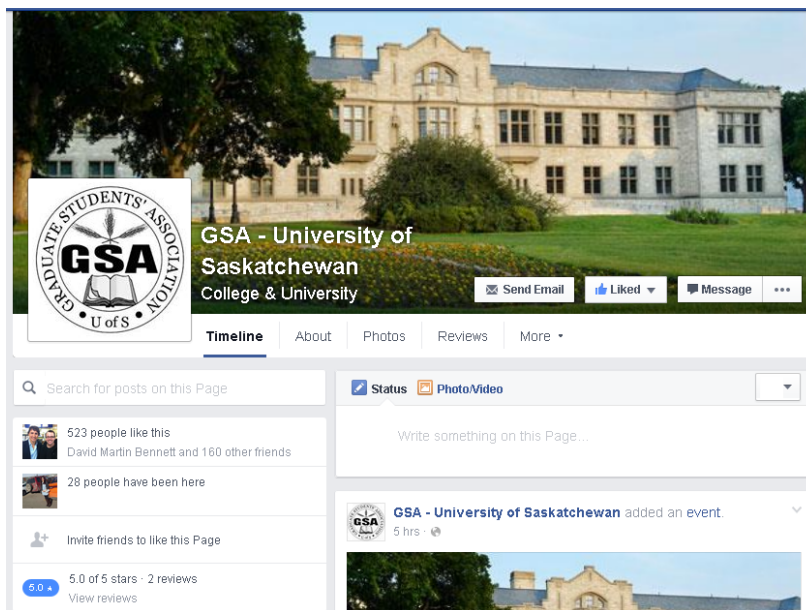 GRADUATE STUDENTS' ASSOCIATION
GSA
U of S
GSA - University of
Saskatchewan
College & University
Send Email
Liked
Message
Timeline
About
Photos
Reviews
More
Search for posts on this Page
523 people like this
David Martin Bennett and 160 other friends
28 people have been here
Invite friends to like this Page
5.0
5.0 of 5 stars · 2 reviews
View reviews
Status
Photo/Video
Write something on this Page...
GSA
GSA - University of Saskatchewan added an event.
5 hrs ·